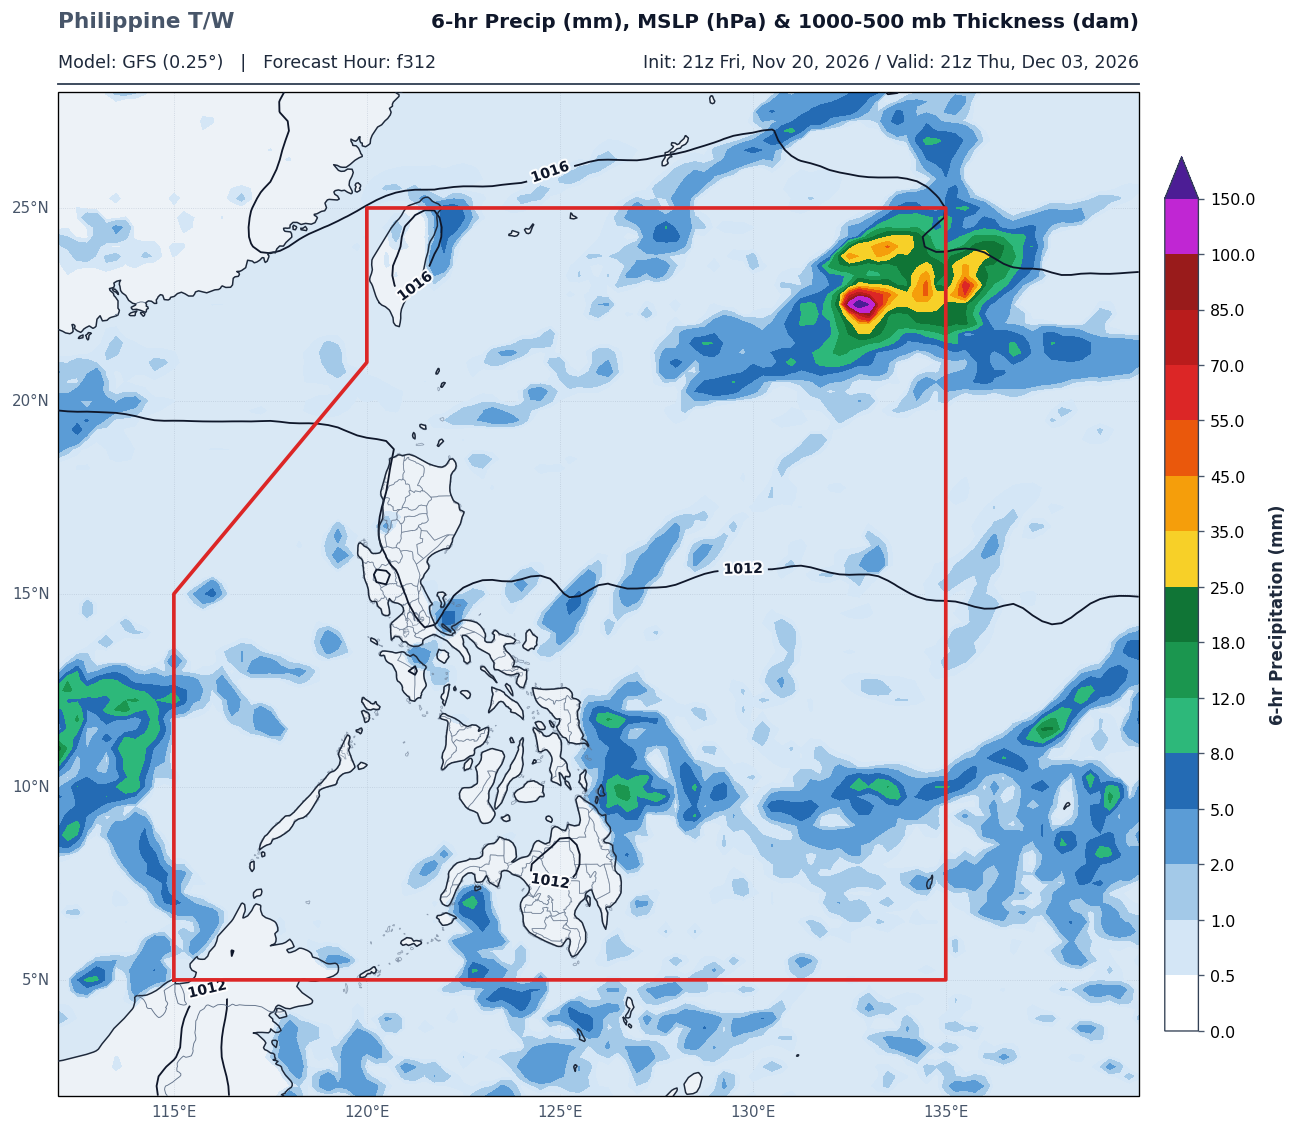 Philippine T/W
6-hr Precip (mm), MSLP (hPa) & 1000-500 mb Thickness (dam)
Model: GFS (0.25°)   |   Forecast Hour: f312
Init: 21z Fri, Nov 20, 2026 / Valid: 21z Thu, Dec 03, 2026
25°N
20°N
15°N
10°N
5°N
115°E
120°E
125°E
130°E
135°E
1016
1016
1012
1012
1012
150.0
100.0
85.0
70.0
55.0
45.0
35.0
25.0
18.0
12.0
8.0
5.0
2.0
1.0
0.5
0.0
6-hr Precipitation (mm)